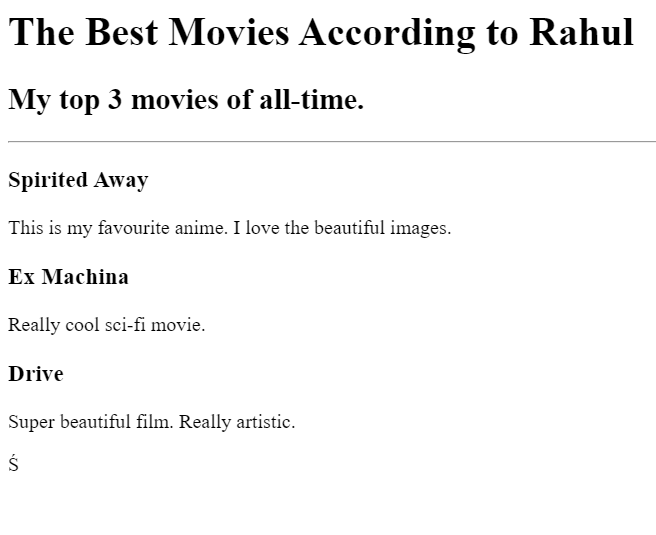 The Best Movies According to Rahul
My top 3 movies of all-time.
Spirited Away
This is my favourite anime. I love the beautiful images.
Ex Machina
Really cool sci-fi movie.
Drive
Super beautiful film. Really artistic.
Ś